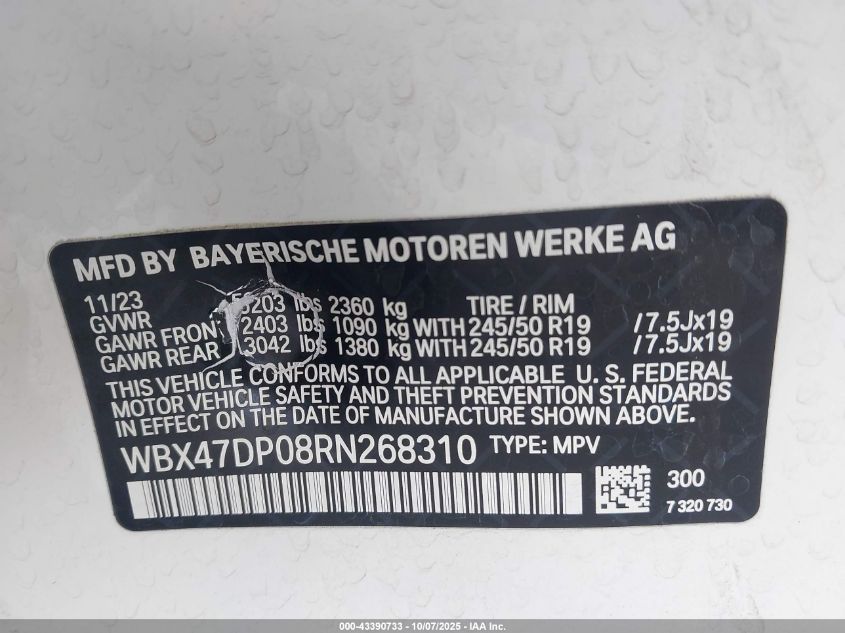 MFD BY BAYERISCHE MOTOREN WERKE AG
11/23 5203 lbs 2360 kg TIRE / RIM
GVWR
GAWR FRONT 2403 lbs 1090 kg WITH 245/50 R19 /7.5Jx19
GAWR REAR 3042 lbs 1380 kg WITH 245/50 R19 /7.5Jx19
THIS VEHICLE CONFORMS TO ALL APPLICABLE U. S. FEDERAL
MOTOR VEHICLE SAFETY AND THEFT PREVENTION STANDARDS
IN EFFECT ON THE DATE OF MANUFACTURE SHOWN ABOVE.
WBX47DP08RN268310 TYPE: MPV
300
7 320 730
000-43390733 - 10/07/2025 - IAA Inc.